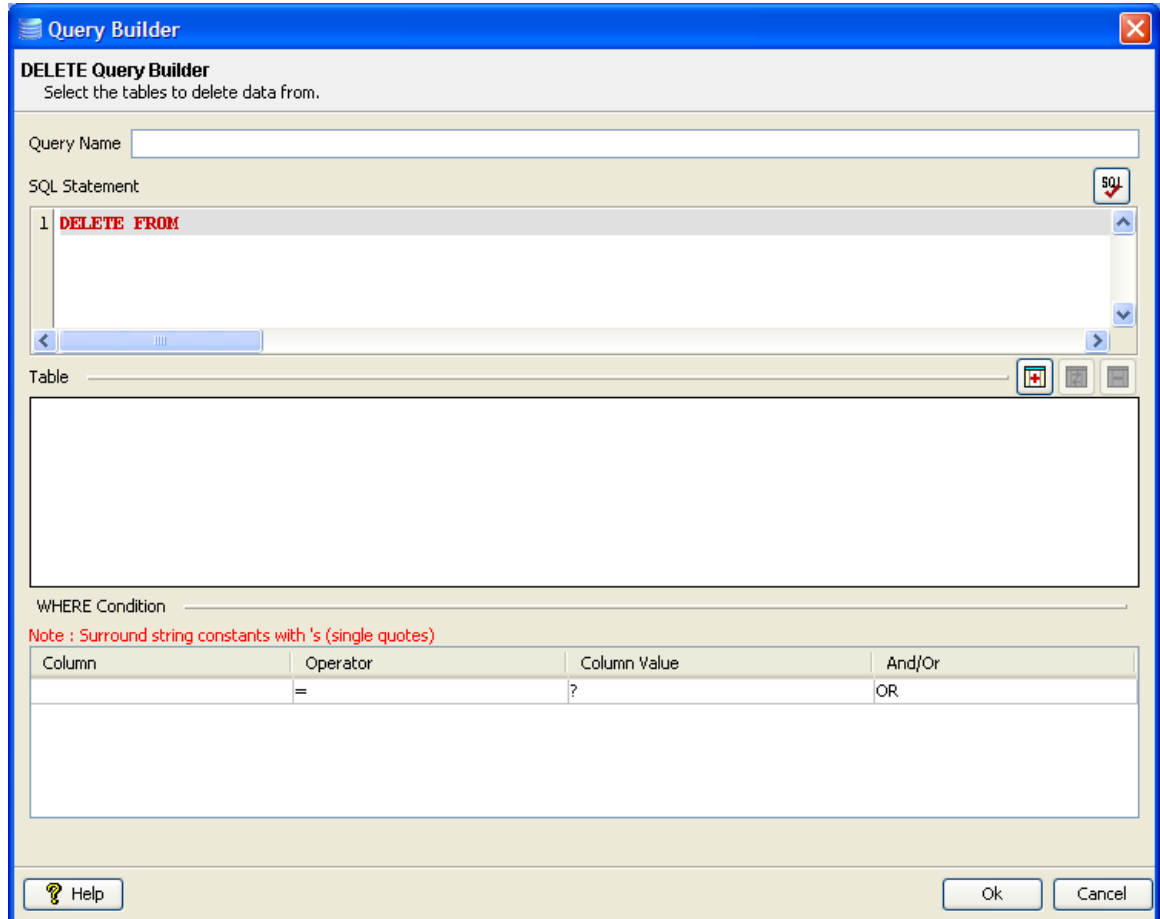 Query Builder
DELETE Query Builder
Select the tables to delete data from.
Query Name
SQL Statement
SQL
1 DELETE FROM
Table
WHERE Condition
Note : Surround string constants with 's (single quotes)
Column Operator Column Value And/Or
= ? OR
? Help Ok Cancel